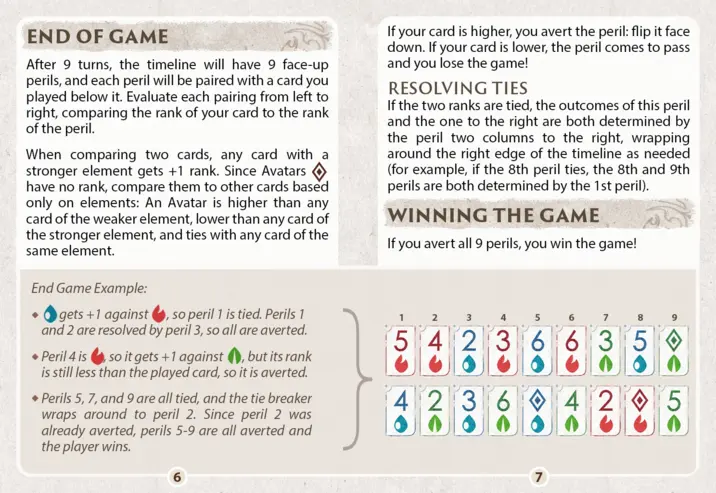 END OF GAME
After 9 turns, the timeline will have 9 face-up
perils, and each peril will be paired with a card you
played below it. Evaluate each pairing from left to
right, comparing the rank of your card to the rank
of the peril.
When comparing two cards, any card with a
stronger element gets +1 rank. Since Avatars
have no rank, compare them to other cards based
only on elements: An Avatar is higher than any
card of the weaker element, lower than any card of
the stronger element, and ties with any card of the
same element.
If your card is higher, you avert the peril: flip it face
down. If your card is lower, the peril comes to pass
and you lose the game!
RESOLVING TIES
If the two ranks are tied, the outcomes of this peril
and the one to the right are both determined by
the peril two columns to the right, wrapping
around the right edge of the timeline as needed
(for example, if the 8th peril ties, the 8th and 9th
perils are both determined by the 1st peril).
WINNING THE GAME
If you avert all 9 perils, you win the game!
End Game Example:
gets +1 against , so peril 1 is tied. Perils 1
and 2 are resolved by peril 3, so all are averted.
Peril 4 is , so it gets +1 against , but its rank
is still less than the played card, so it is averted.
Perils 5, 7, and 9 are all tied, and the tie breaker
wraps around to peril 2. Since peril 2 was
already averted, perils 5-9 are all averted and
the player wins.
1 2 3 4 5 6 7 8 9
5 4 2 3 6 6 3 5
4 2 3 6 4 2 5
6
7